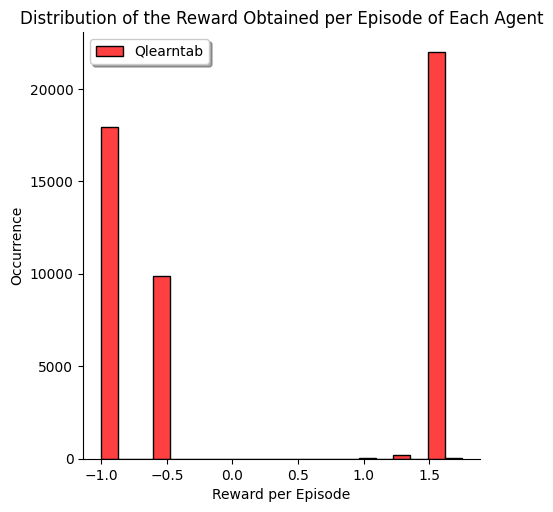 Distribution of the Reward Obtained per Episode of Each Agent
Qlearntab
20000
15000
10000
5000
0
Occurrence
−1.0 −0.5 0.0 0.5 1.0 1.5
Reward per Episode